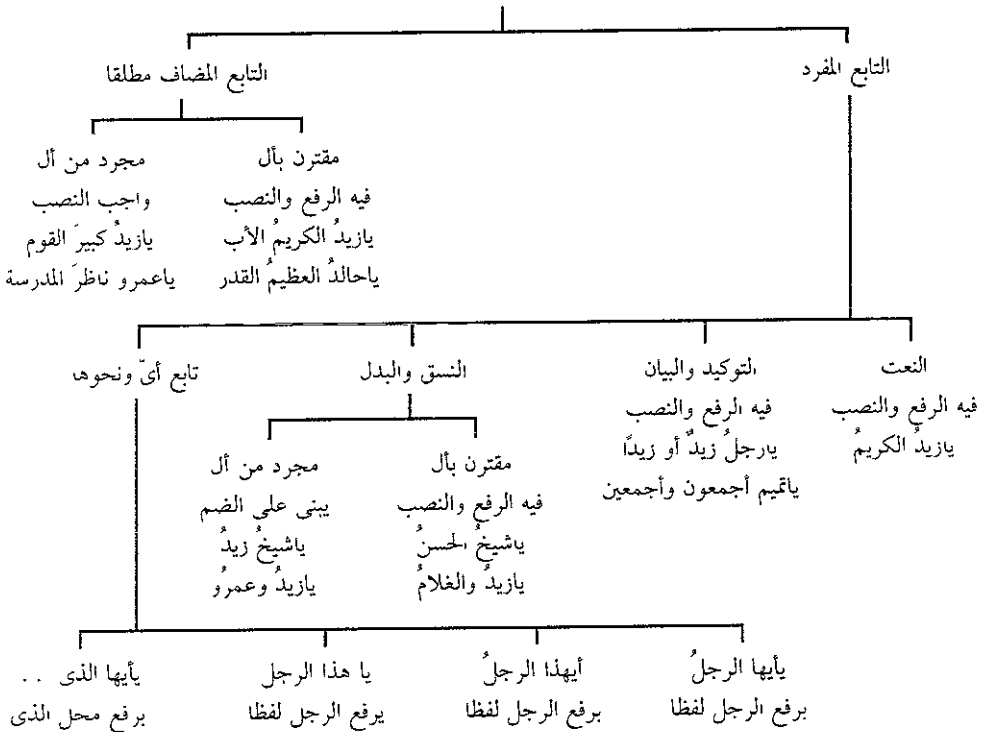 التابع المفرد
التابع المضاف مطلقا
مقترن بأل
فيه الرفع والنصب
يازيدُ الكريمُ الأب
ياحالدُ العظيمُ القدر
مجرد من أل
واجب النصب
يازيدُ كبيرَ القوم
ياعمرو ناظرَ المدرسة
النعت
فيه الرفع والنصب
يازيدُ الكريمُ
التوكيد والبيان
فيه الرفع والنصب
يارجلُ زيدٌ أو زيدًا
ياتميم أجمعون وأجمعين
النسق والبدل
مقترن بأل
فيه الرفع والنصب
ياشيخُ الحسنُ
يازيدُ والغلامُ
مجرد من أل
يبنى على الضم
ياشيخُ زيدُ
يازيدُ وعمرُو
تابع أىّ ونحوها
يأيها الرجلُ
برفع الرجل لفظا
أيهذا الرجلُ
برفع الرجل لفظا
يا هذا الرجل
يرفع الرجل لفظا
يأيها الذى ..
برفع محل الذى